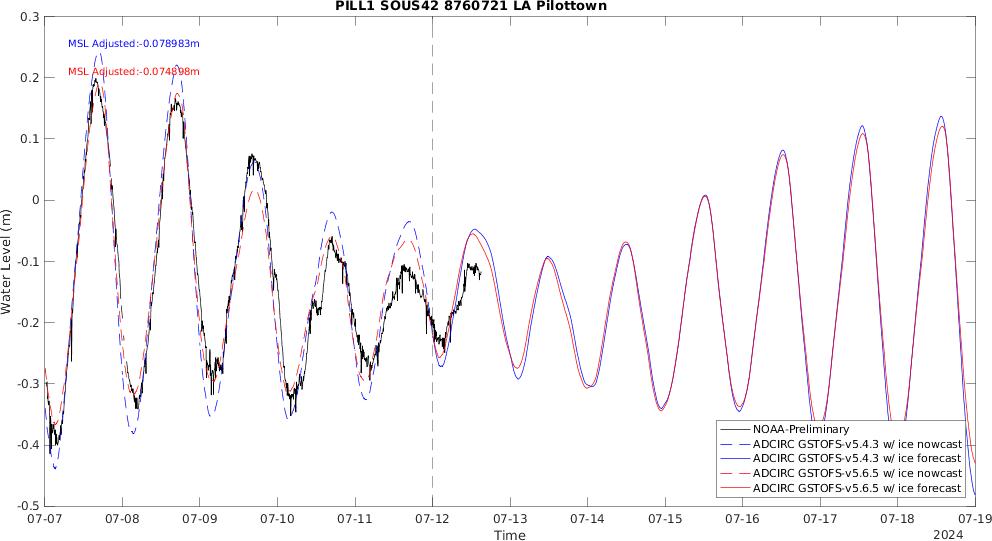 PILL1 SOUS42 8760721 LA Pilottown
MSL Adjusted:-0.078983m
MSL Adjusted:-0.074898m
Water Level (m)
0.3
0.2
0.1
0
-0.1
-0.2
-0.3
-0.4
-0.5
NOAA-Preliminary
ADCIRC GSTOFS-v5.4.3 w/ ice nowcast
ADCIRC GSTOFS-v5.4.3 w/ ice forecast
ADCIRC GSTOFS-v5.6.5 w/ ice nowcast
ADCIRC GSTOFS-v5.6.5 w/ ice forecast
07-07 07-08 07-09 07-10 07-11 07-12 07-13 07-14 07-15 07-16 07-17 07-18 07-19
Time
2024